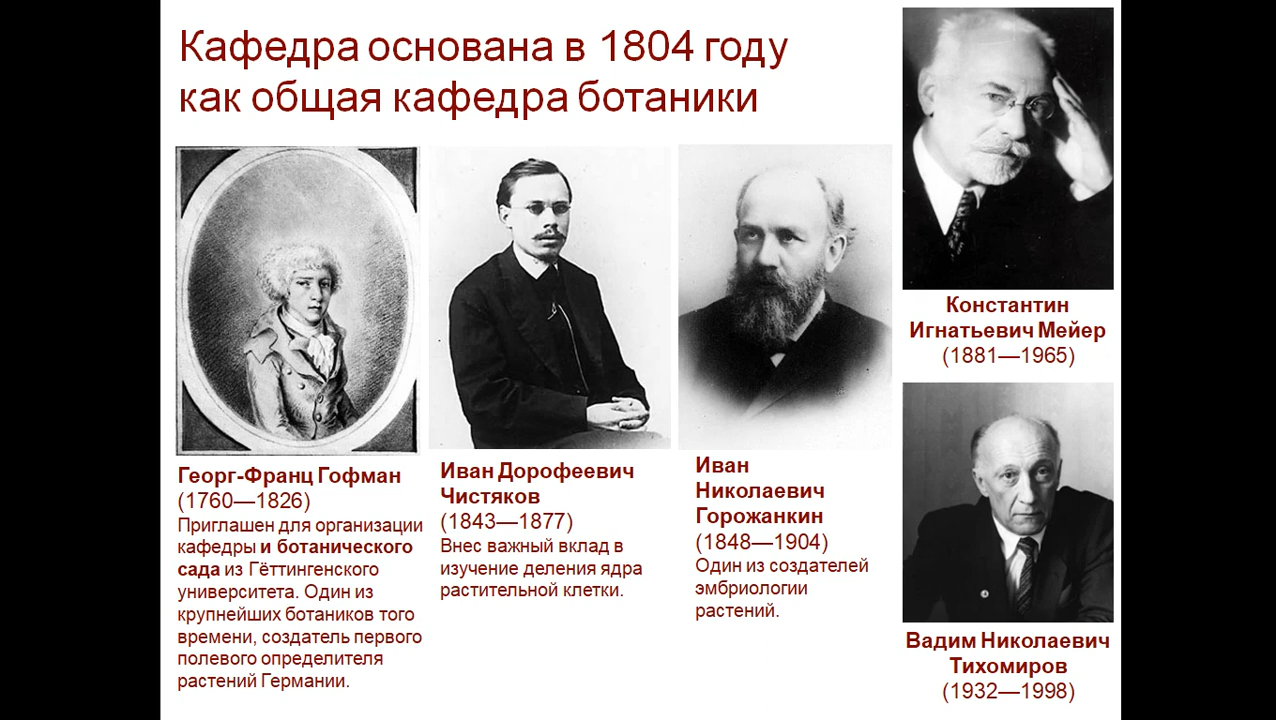 Кафедра основана в 1804 году
как общая кафедра ботаники
Георг-Франц Гофман
(1760—1826)
Приглашен для организации
кафедры и ботанического
сада из Гёттингенского
университета. Один из
крупнейших ботаников того
времени, создатель первого
полевого определителя
растений Германии.
Иван Дорофеевич
Чистяков
(1843—1877)
Внес важный вклад в
изучение деления ядра
растительной клетки.
Иван
Николаевич
Горожанкин
(1848—1904)
Один из создателей
эмбриологии
растений.
Константин
Игнатьевич Мейер
(1881—1965)
Вадим Николаевич
Тихомиров
(1932—1998)